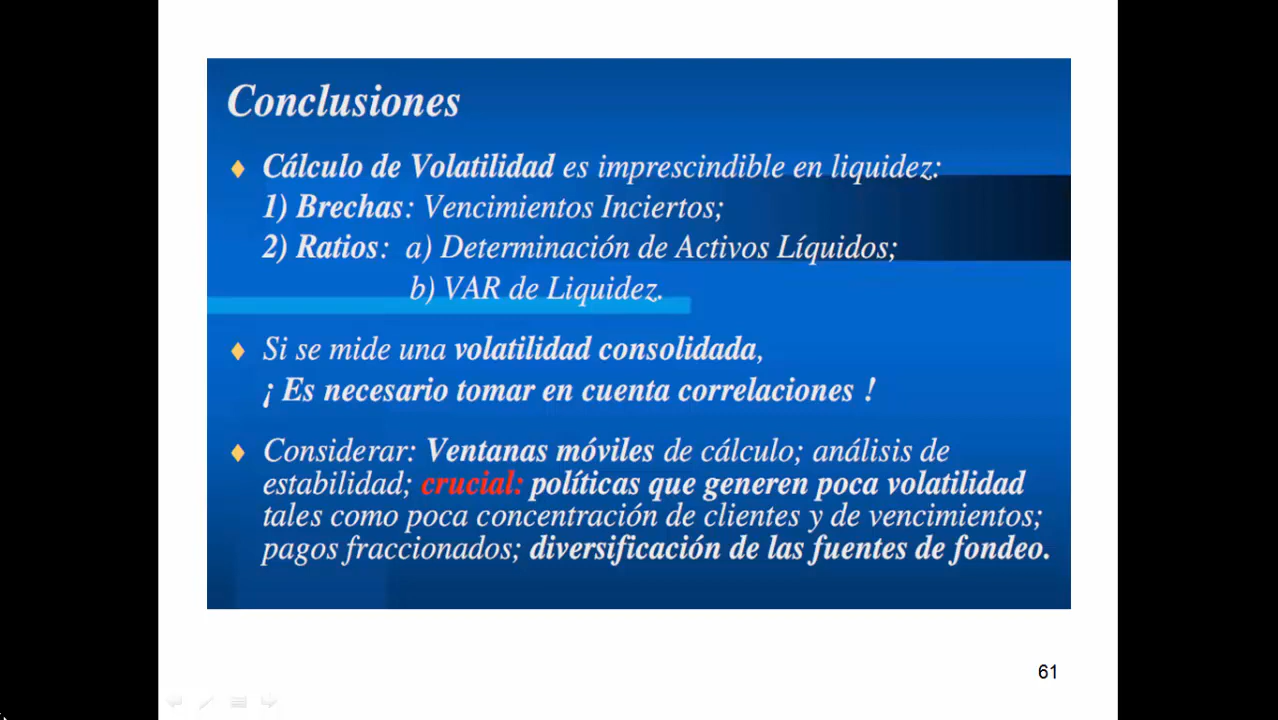 Conclusiones
Cálculo de Volatilidad es imprescindible en liquidez:
1) Brechas: Vencimientos Inciertos;
2) Ratios: a) Determinación de Activos Líquidos;
b) VAR de Liquidez.
Si se mide una volatilidad consolidada,
¡ Es necesario tomar en cuenta correlaciones !
Considerar: Ventanas móviles de cálculo; análisis de
estabilidad; crucial: políticas que generen poca volatilidad
tales como poca concentración de clientes y de vencimientos;
pagos fraccionados; diversificación de las fuentes de fondeo.
61